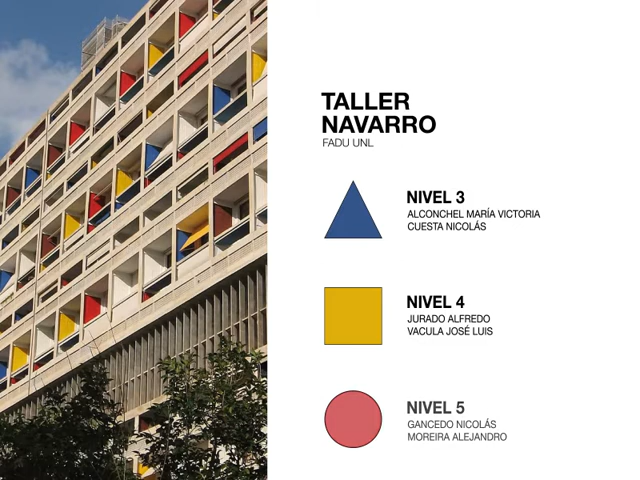 TALLER
NAVARRO
FADU UNL
NIVEL 3
ALCONCHEL MARÍA VICTORIA
CUESTA NICOLÁS
NIVEL 4
JURADO ALFREDO
VACULA JOSÉ LUIS
NIVEL 5
GANCEDO NICOLÁS
MOREIRA ALEJANDRO